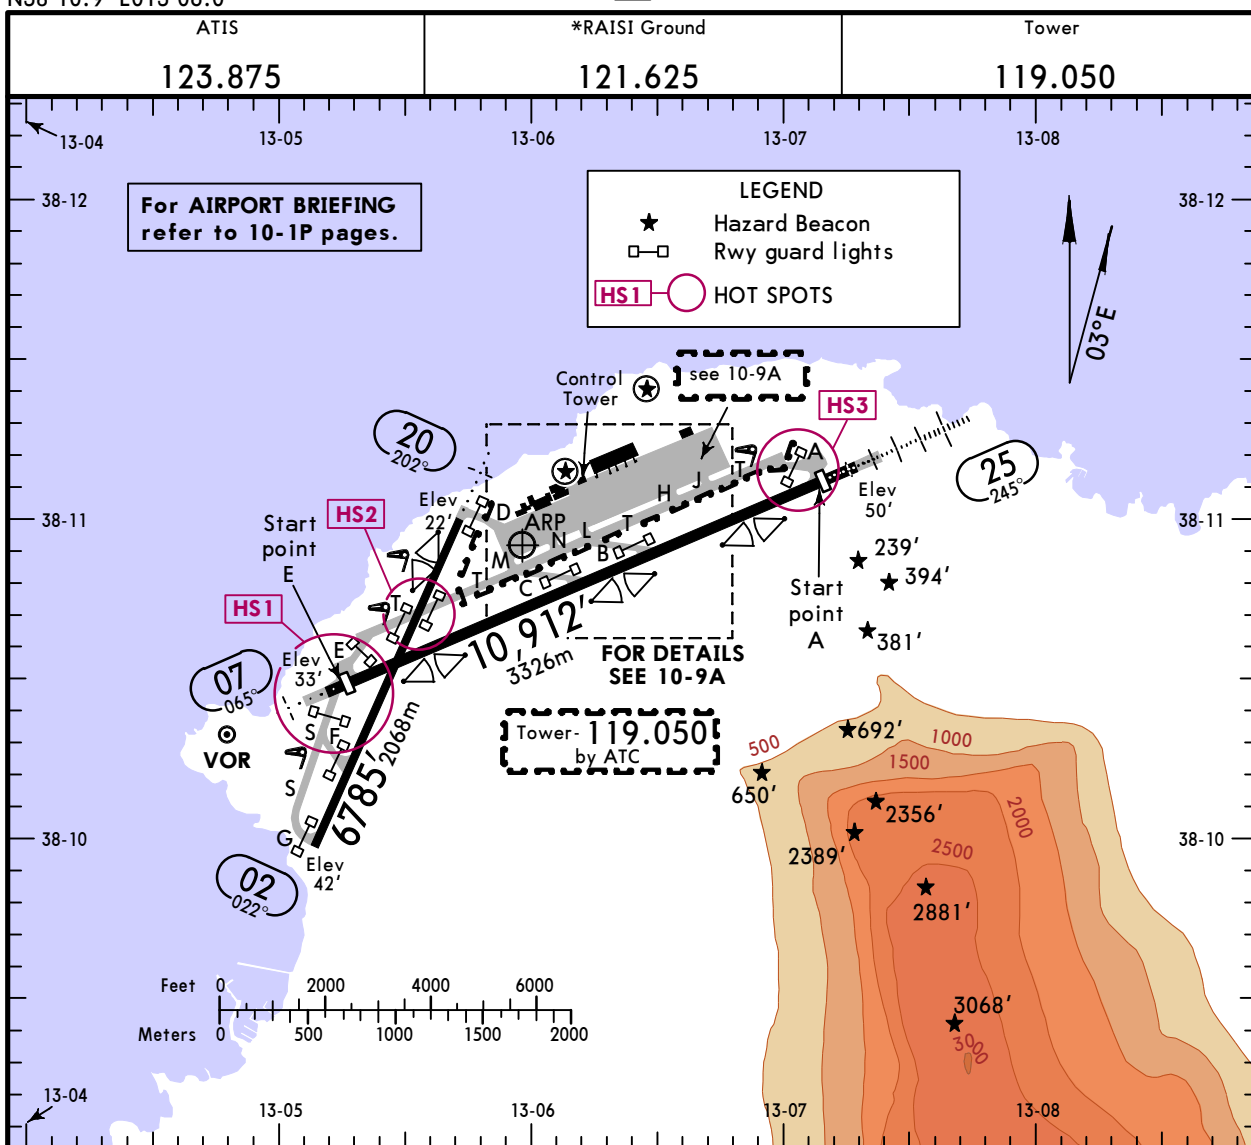 ATIS
*RAISI Ground
Tower
123.875
121.625
119.050
13-04
13-05
13-06
13-07
13-08
38-12
38-12
For AIRPORT BRIEFING
refer to 10-1P pages.
LEGEND
Hazard Beacon
Rwy guard lights
HS1
HOT SPOTS
03°E
Control
Tower
see 10-9A
HS3
20
202°
25
245°
Elev
22'
Elev
50'
38-11
38-11
Start
point
E
HS2
HS1
D
ARP
N
L
T
H
J
T
A
M
T
C
B
T
E
Elev
33'
07
065°
VOR
S
F
S
G
10,912'
3326m
6785'
2068m
FOR DETAILS
SEE 10-9A
Tower- 119.050
by ATC
Start
point
A
239'
394'
381'
692'
650'
500
1000
1500
2000
2356'
2389'
2500
2881'
3068'
3000
38-10
38-10
Elev
42'
02
022°
Feet 0 2000 4000 6000
Meters 0 500 1000 1500 2000
13-04
13-05
13-06
13-07
13-08